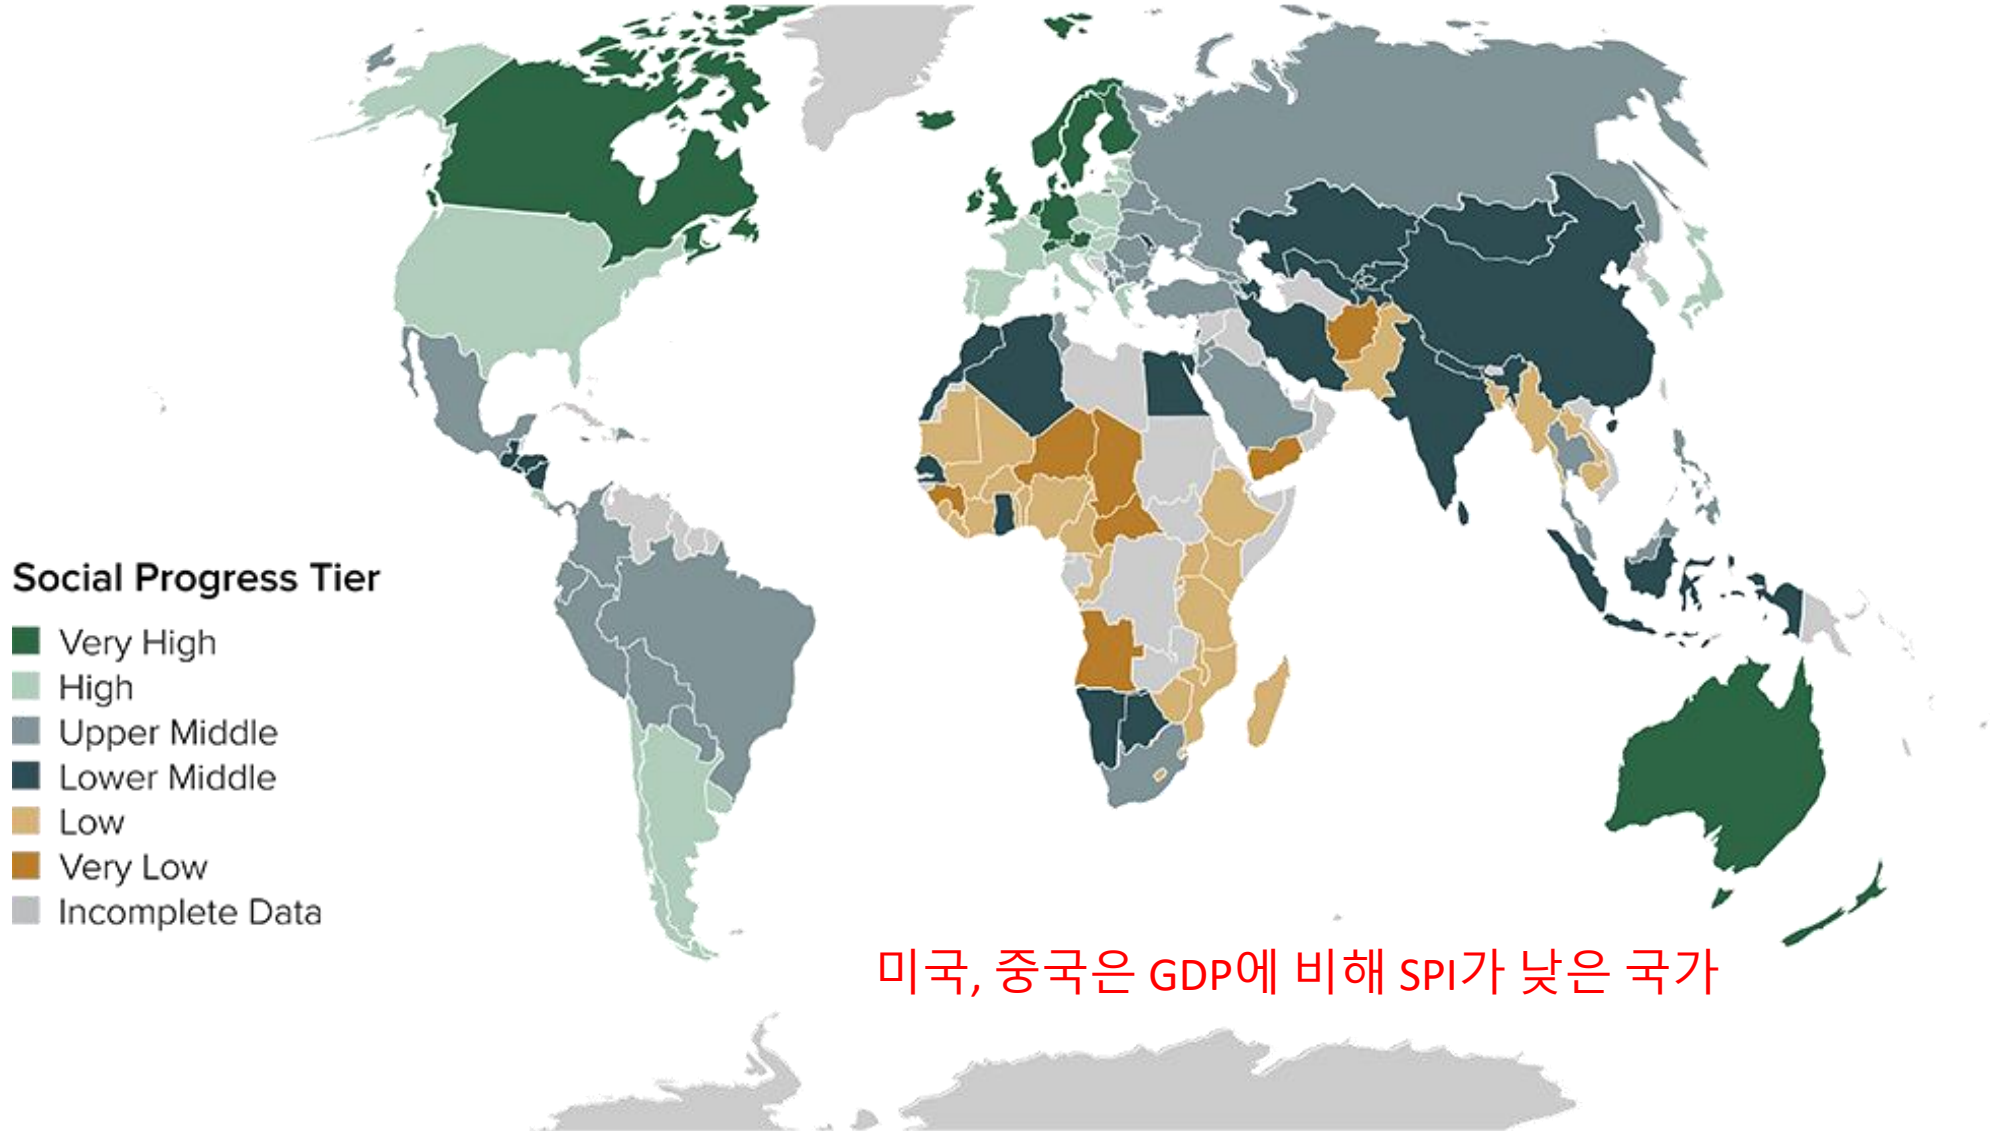 Social Progress Tier
Very High
High
Upper Middle
Lower Middle
Low
Very Low
Incomplete Data
미국, 중국은 GDP에 비해 SPI가 낮은 국가